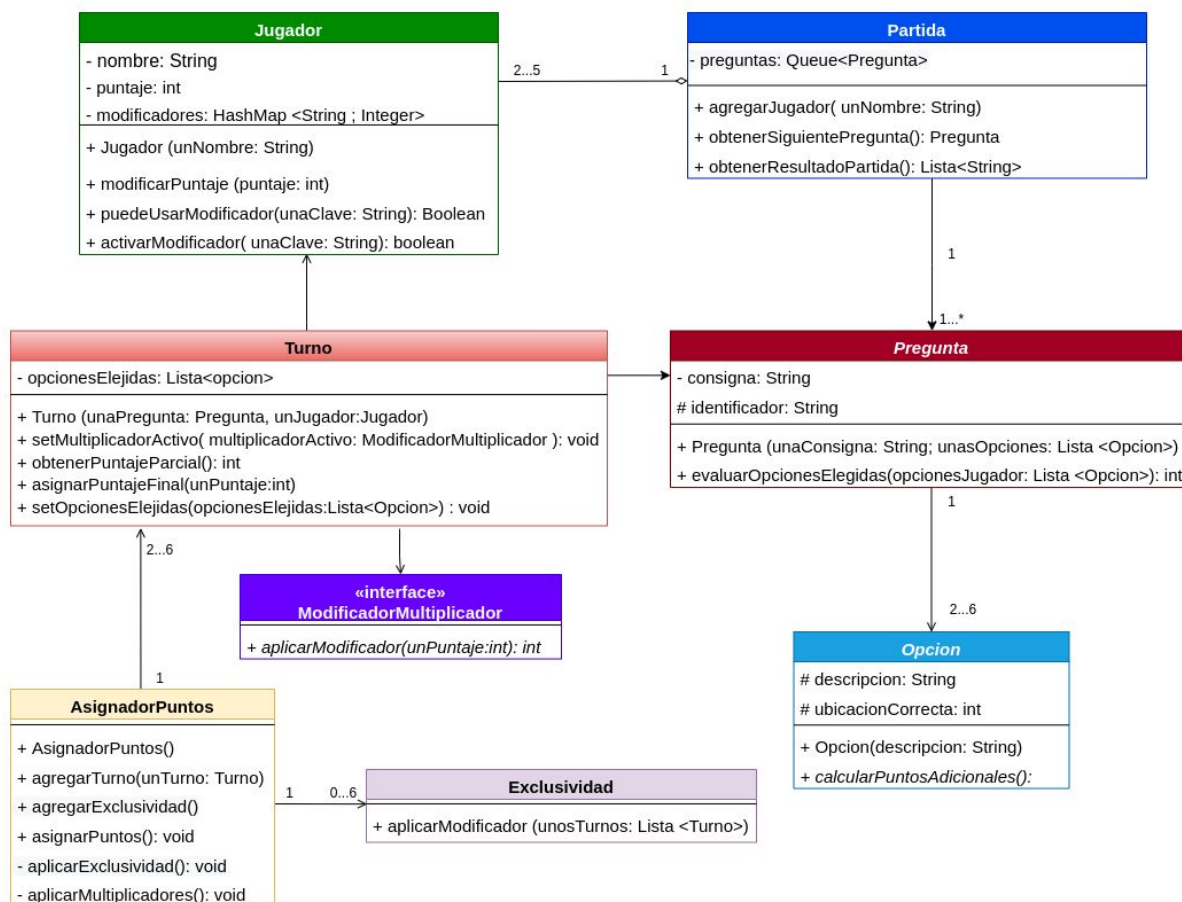 Jugador
- nombre: String
- puntaje: int
- modificadores: HashMap <String ; Integer>
+ Jugador (unNombre: String)
+ modificarPuntaje (puntaje: int)
+ puedeUsarModificador(unaClave: String): Boolean
+ activarModificador( unaClave: String): boolean
2...5
1
Partida
- preguntas: Queue<Pregunta>
+ agregarJugador( unNombre: String)
+ obtenerSiguientePregunta(): Pregunta
+ obtenerResultadoPartida(): Lista<String>
1
1...*
Turno
- opcionesElejidas: Lista<opcion>
+ Turno (unaPregunta: Pregunta, unJugador:Jugador)
+ setMultiplicadorActivo( multiplicadorActivo: ModificadorMultiplicador ): void
+ obtenerPuntajeParcial(): int
+ asignarPuntajeFinal(unPuntaje:int)
+ setOpcionesElejidas(opcionesElejidas:Lista<Opcion>) : void
Pregunta
- consigna: String
# identificador: String
+ Pregunta (unaConsigna: String; unasOpciones: Lista <Opcion>)
+ evaluarOpcionesElegidas(opcionesJugador: Lista <Opcion>): int
1
2...6
2...6
1
«interface»
ModificadorMultiplicador
+ aplicarModificador(unPuntaje:int): int
Opcion
# descripcion: String
# ubicacionCorrecta: int
+ Opcion(descripcion: String)
+ calcularPuntosAdicionales():
AsignadorPuntos
+ AsignadorPuntos()
+ agregarTurno(unTurno: Turno)
+ agregarExclusividad()
+ asignarPuntos(): void
- aplicarExclusividad(): void
- aplicarMultiplicadores(): void
1
0...6
Exclusividad
+ aplicarModificador (unosTurnos: Lista <Turno>)